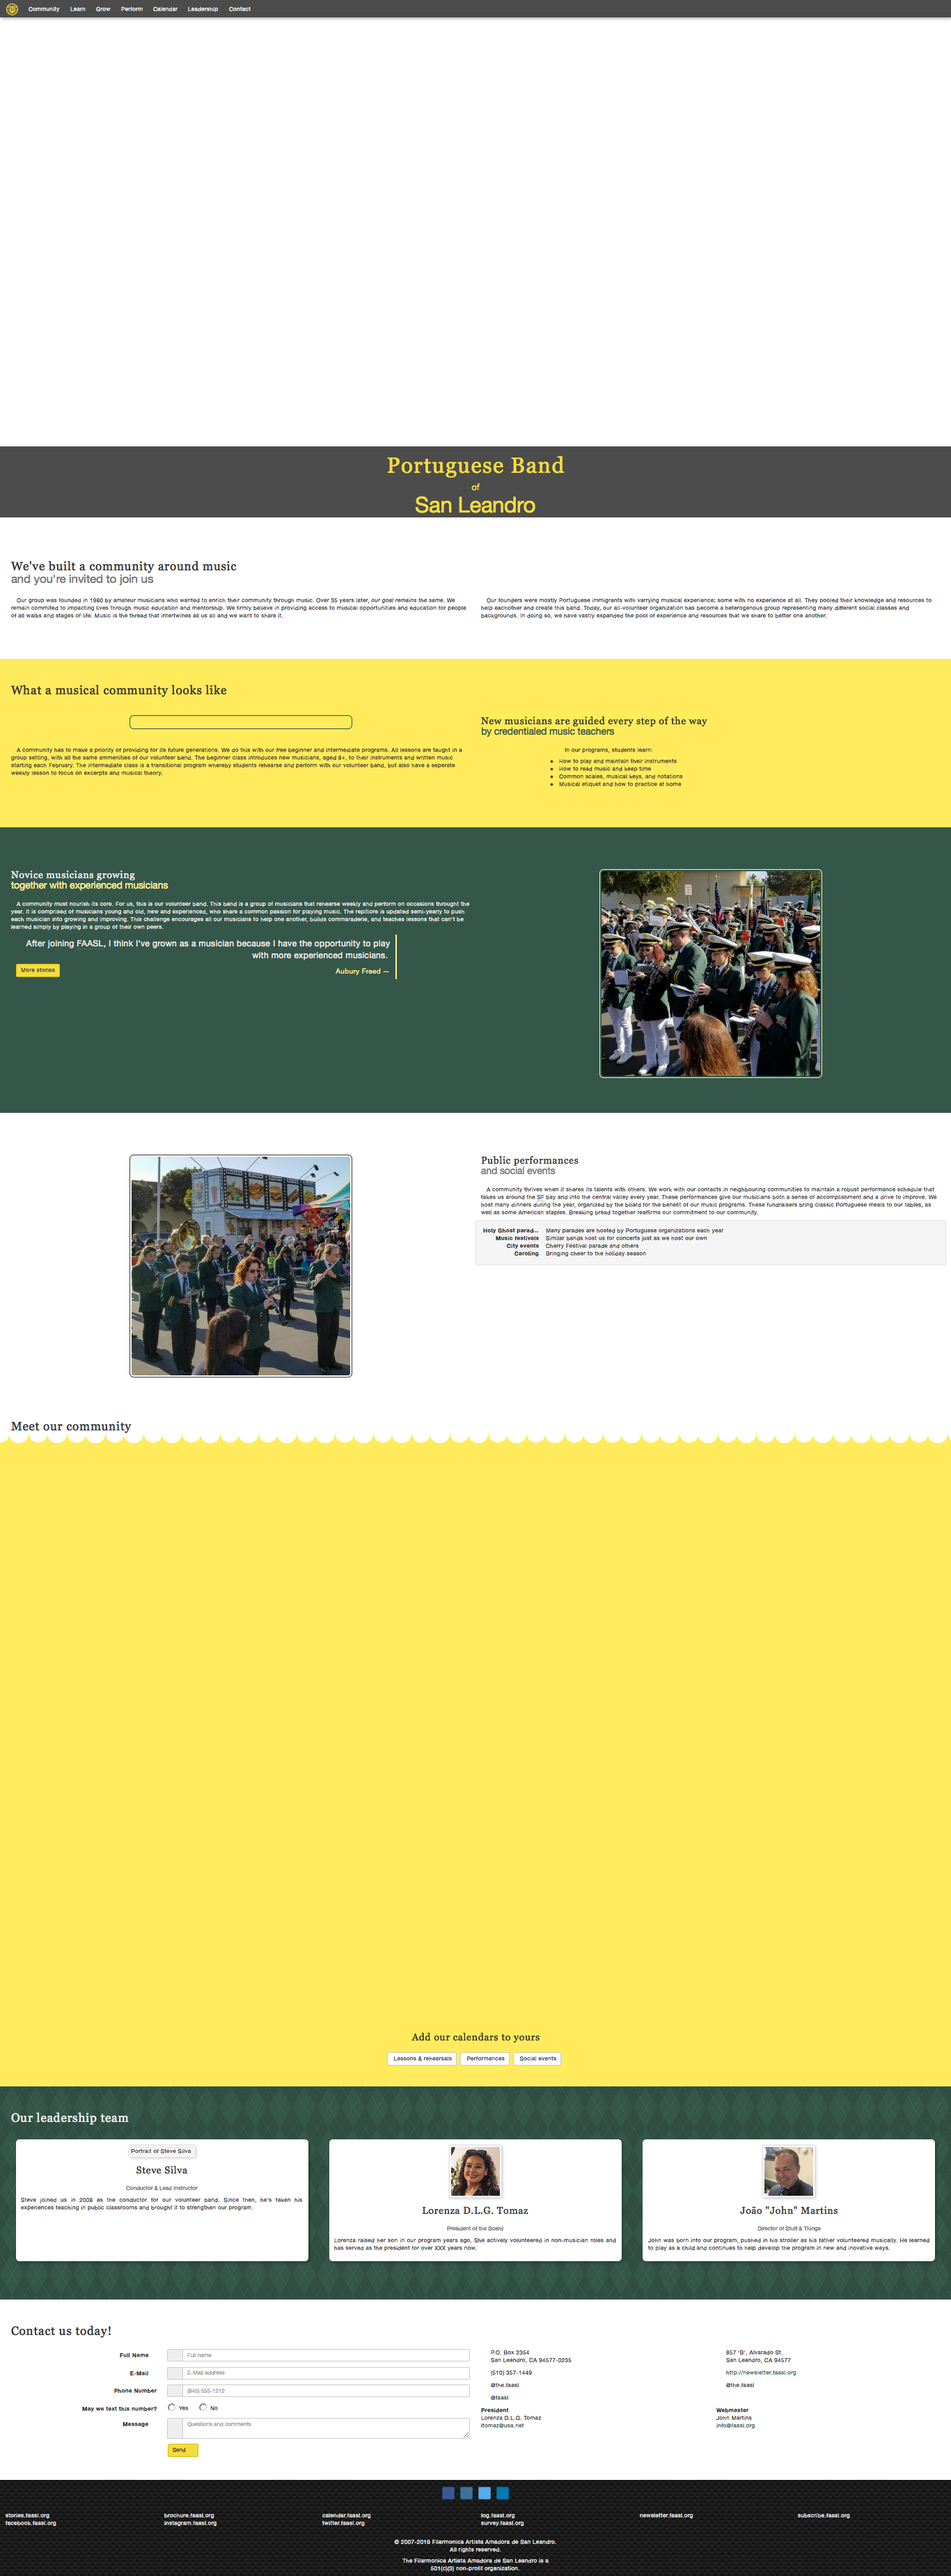 Community Learn Grow Perform Calendar Leadership Contact
Portuguese Band
of
San Leandro
We've built a community around music
and you're invited to join us
Our group was founded in 1980 by amateur musicians who wanted to enrich their community through music. Over 35 years later, our goal remains the same. We
remain commited to impacting lives through music education and mentorship. We firmly believe in providing access to musical opportunities and education for people
of all walks and stages of life. Music is the thread that intertwines all us all and we want to share it.
Our founders were mostly Portuguese immigrants with varrying musical experience; some with no experience at all. They pooled their knowledge and resources to
help eachother and create this band. Today, our all-volunteer organization has become a heterogenous group representing many different social classes and
backgrounds. In doing so, we have vastly expanded the pool of experience and resources that we share to better one another.
What a musical community looks like
A community has to make a priority of providing for its future generations. We do this with our free beginner and intermediate programs. All lessons are taught in a
group setting, with all the same ammenities of our volunteer band. The beginner class introduces new musicians, aged 8+, to their instruments and written music
starting each February. The intermediate class is a transitional program whereby students rehearse and perform with our volunteer band, but also have a seperate
weekly lesson to focus on excerpts and musical theory.
New musicians are guided every step of the way
by credentialed music teachers
In our programs, students learn:
How to play and maintain their instruments
How to read music and keep time
Common scales, musical keys, and notations
Musical etiquet and how to practice at home
Novice musicians growing
together with experienced musicians
A community must nourish its core. For us, this is our volunteer band. This band is a group of musicians that rehearse weekly and perform on occasions throught the
year. It is comprised of musicians young and old, new and experienced, who share a common passion for playing music. The repitoire is updated semi-yearly to push
each musician into growing and improving. This challenge encourages all our musicians to help one another, builds commaraderie, and teaches lessons that can't be
learned simply by playing in a group of their own peers.
After joining FAASL, I think I've grown as a musician because I have the opportunity to play
with more experienced musicians.
Aubury Freed —
More stories
Public performances
and social events
A community thrives when it shares its talents with others. We work with our contacts in neighbouring communities to maintain a robust performance schejule that
takes us around the SF bay and into the central valley every year. These performances give our musicians both a sense of accomplishment and a drive to improve. We
host many dinners during the year, organized by the board for the benefit of our music programs. These fundraisers bring classic Portuguese meals to our tables, as
well as some American staples. Breaking bread together reaffirms our commitment to our community.
Holy Ghost parad... Many parades are hosted by Portuguese organizations each year
Music festivals Similar bands host us for concerts just as we host our own
City events Cherry Festival parade and others
Caroling Bringing cheer to the holiday season
Meet our community
Add our calendars to yours
Lessons & rehearsals Performances Social events
Our leadership team
Portrait of Steve Silva
Steve Silva
Conductor & Lead Instructor
Steve joined us in 2008 as the conductor for our volunteer band. Since then, he's taken his
experiences teaching in public classrooms and brought it to strengthen our program.
Lorenza D.L.G. Tomaz
President of the Board
Lorenza raised her son in our program years ago. She actively volunteered in non-musician roles and
has served as the president for over XXX years now.
João "John" Martins
Director of Stuff & Things
John was born into our program, pushed in his stroller as his father volunteered musically. He learned
to play as a child and continues to help develop the program in new and inovative ways.
Contact us today!
Full Name Full name
E-Mail E-Mail address
Phone Number (645) 555-1212
May we text this number? Yes No
Message Questions and comments
Send
P.O. Box 2354
San Leandro, CA 94577-0235
(510) 357-1449
@the.faasl
@faasl
President
Lorenza D.L.G. Tomaz
ltomaz@usa.net
857 'B', Alvarado St.
San Leandro, CA 94577
http://newsletter.faasl.org
@the.faasl
Webmaster
John Martins
info@faasl.org
stories.faasl.org brochure.faasl.org calendar.faasl.org log.faasl.org newsletter.faasl.org subscribe.faasl.org
facebook.faasl.org instagram.faasl.org twitter.faasl.org survey.faasl.org
© 2007-2018 Filarmonica Artista Amadora de San Leandro.
All rights reserved.
The Filarmonica Artista Amadora de San Leandro is a
501(c)(3) non-profit organization.